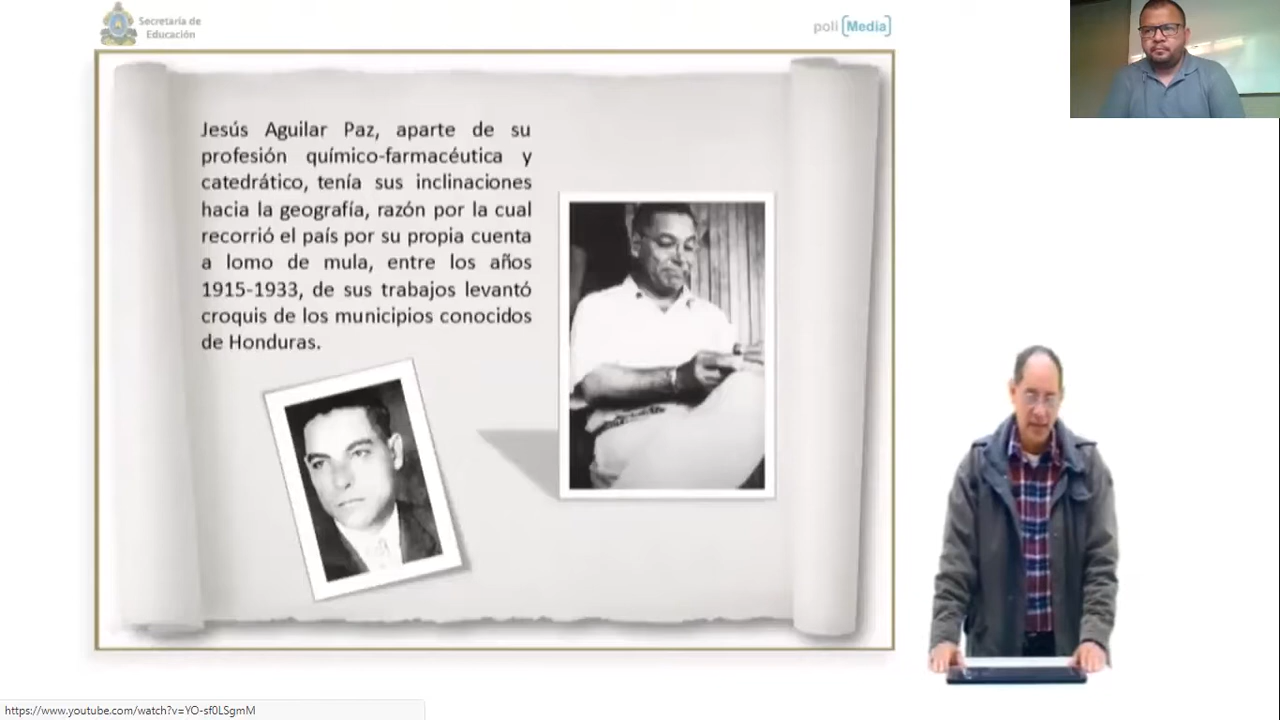 Secretaría de
Educación
poli[Media]
Jesús Aguilar Paz, aparte de su
profesión químico-farmacéutica y
catedrático, tenía sus inclinaciones
hacia la geografía, razón por la cual
recorrió el país por su propia cuenta
a lomo de mula, entre los años
1915-1933, de sus trabajos levantó
croquis de los municipios conocidos
de Honduras.
https://www.youtube.com/watch?v=YO-sf0LSgmM